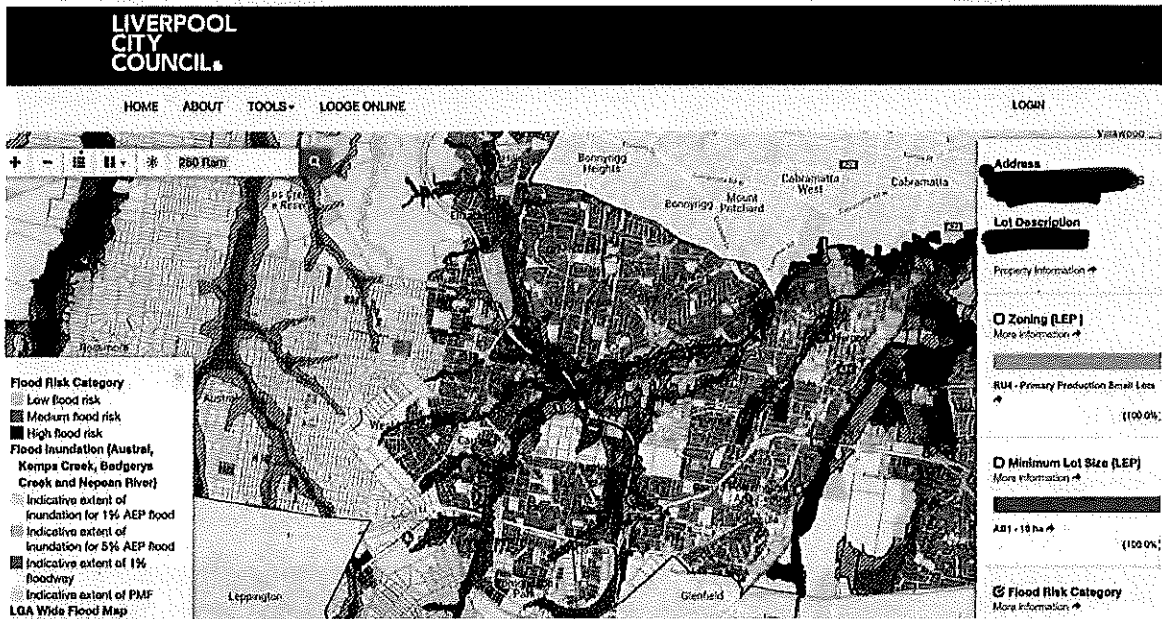 LIVERPOOL
CITY
COUNCIL.
HOME ABOUT TOOLS LODGE ONLINE LOGIN
Villawood
+ - 280 Ram
Bonnyrigg
Heights
Cabramatta
West
Cabramatta
Bonnyrigg
Mount
Pritchard
Rossmore
Austral
Leppington
Glenfield
Flood Risk Category
Low flood risk
Medium flood risk
High flood risk
Flood Inundation (Austral,
Kemps Creek, Badgerys
Creek and Nepean River)
Indicative extent of
inundation for 1% AEP flood
Indicative extent of
inundation for 5% AEP flood
Indicative extent of 1%
floodway
Indicative extent of PMF
LGA Wide Flood Map
Address
Lot Description
Property Information
Zoning (LEP)
More Information
RU4 - Primary Production Small Lots
(100.0%)
Minimum Lot Size (LEP)
More Information
AB1 - 10 ha
(100.0%)
Flood Risk Category
More Information